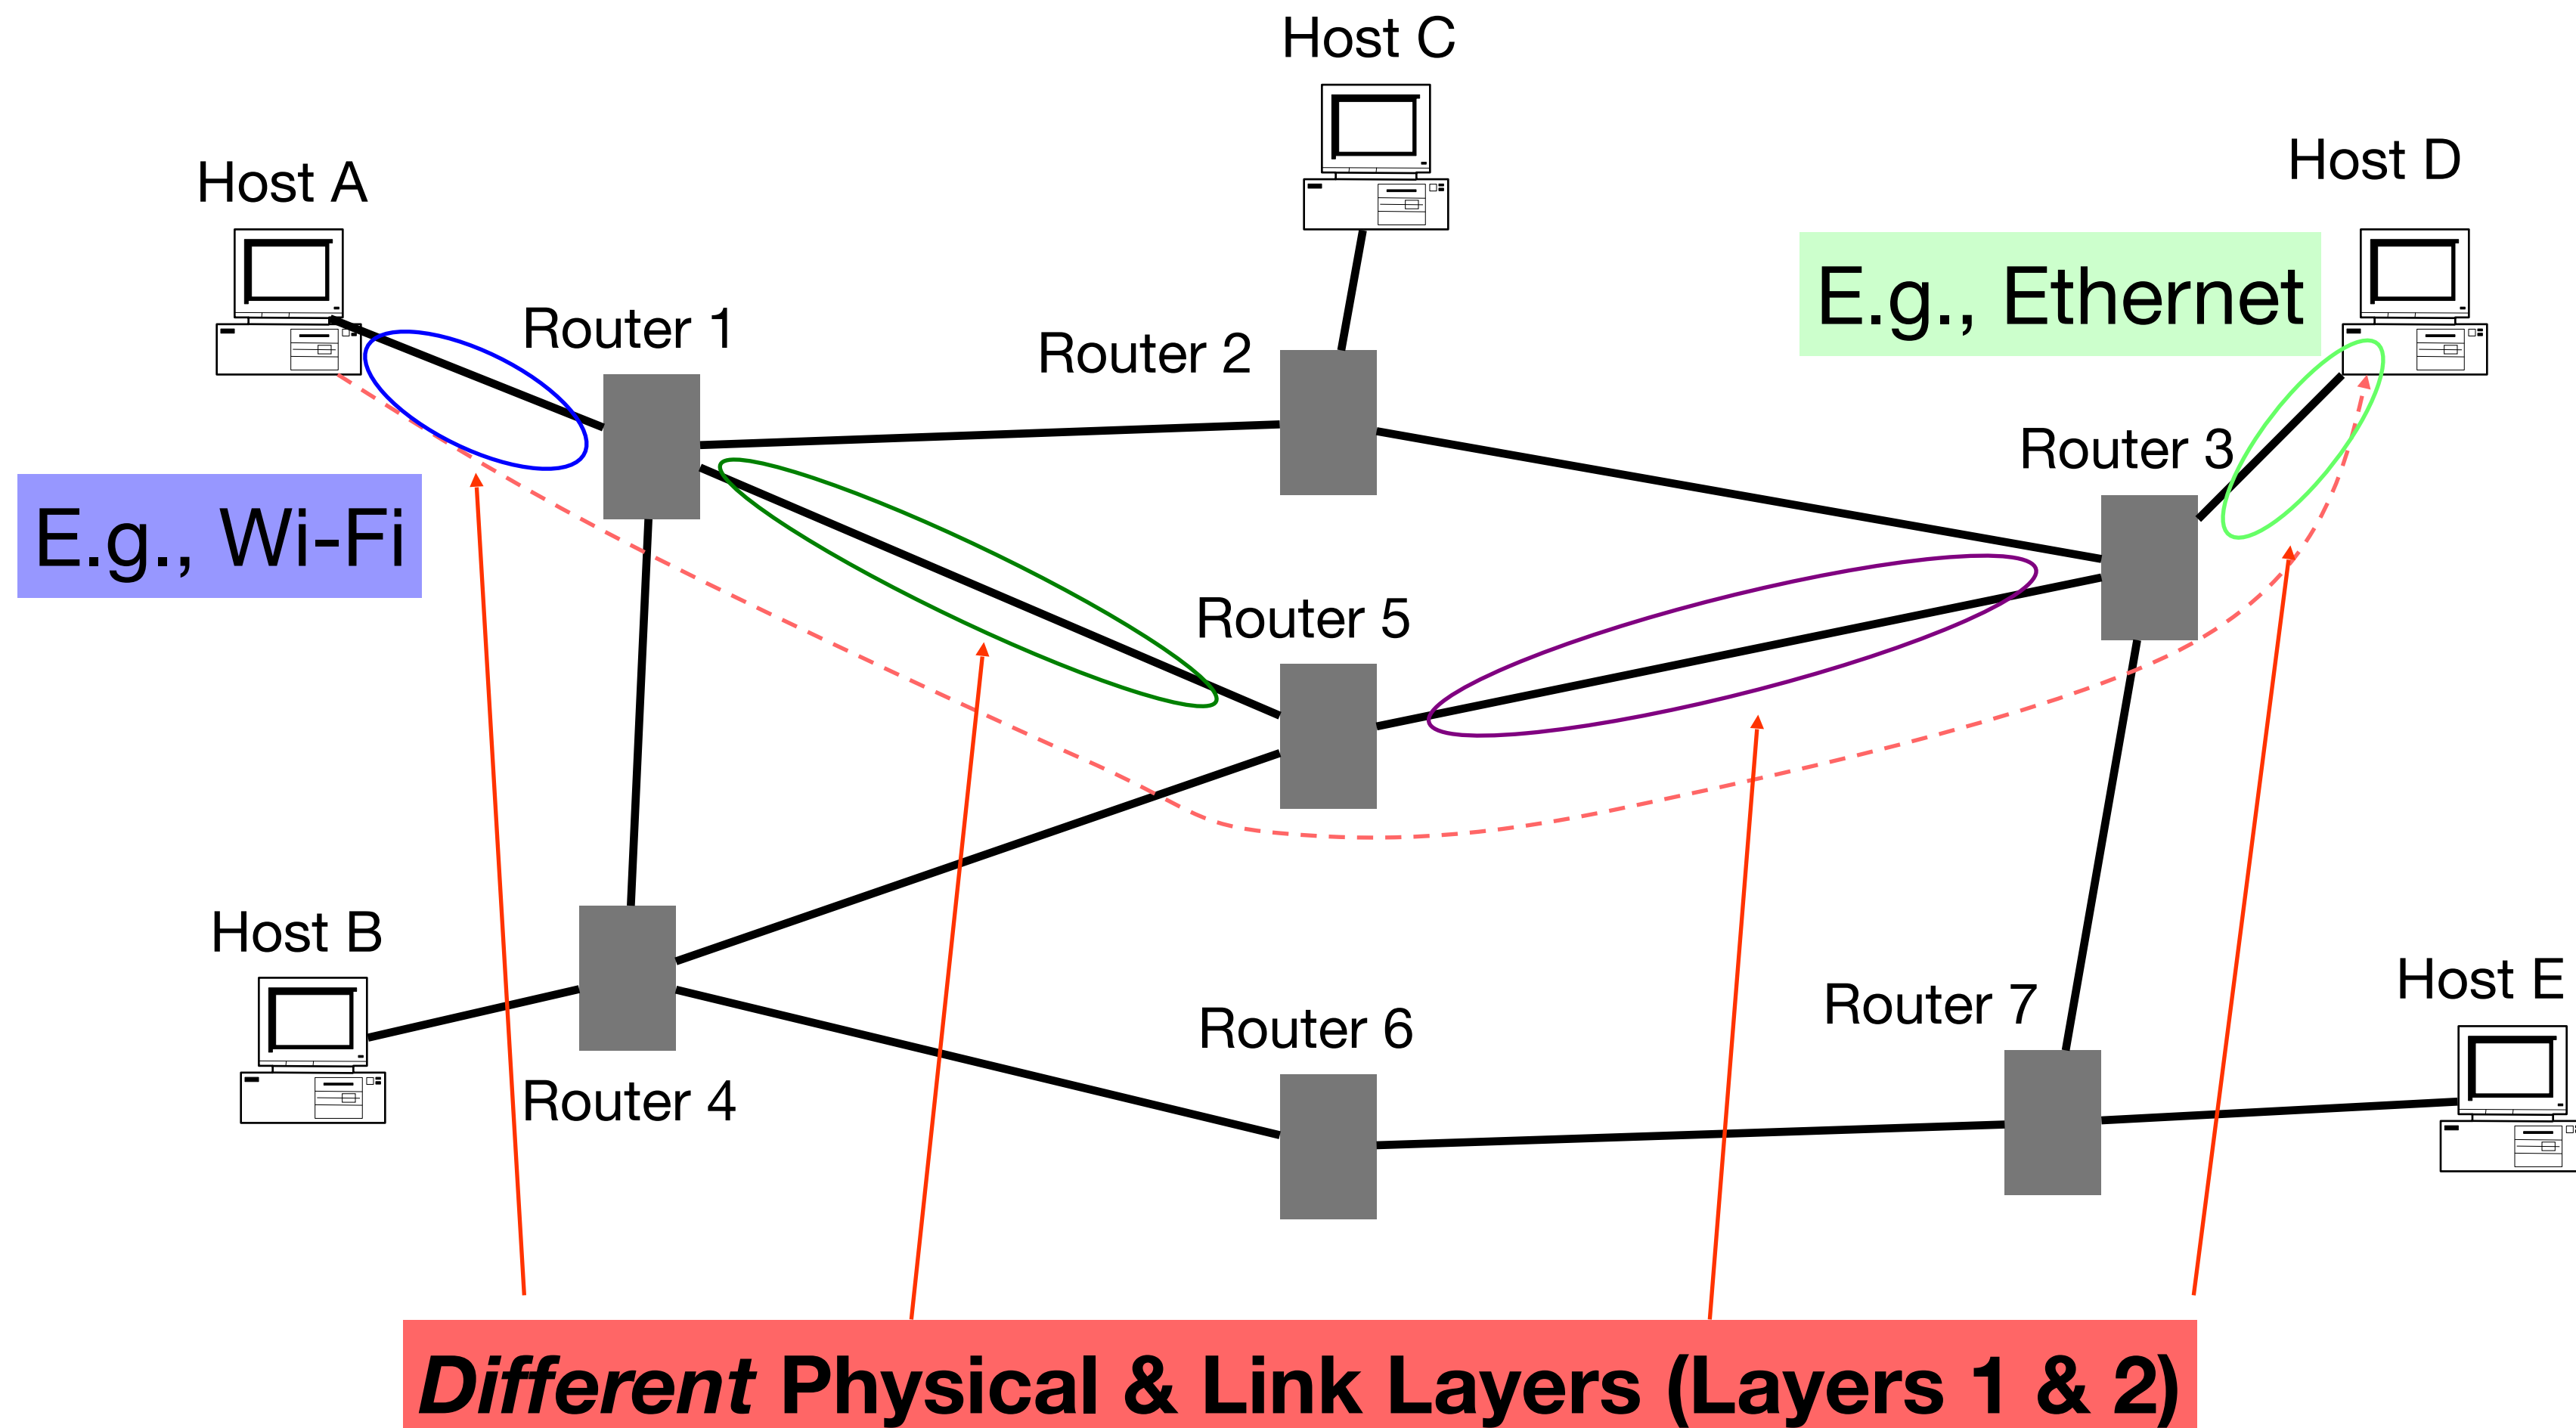 Host C
Host A
Host D
E.g., Ethernet
Router 1
Router 2
Router 3
E.g., Wi-Fi
Router 5
Host B
Host E
Router 7
Router 6
Router 4
Different Physical & Link Layers (Layers 1 & 2)